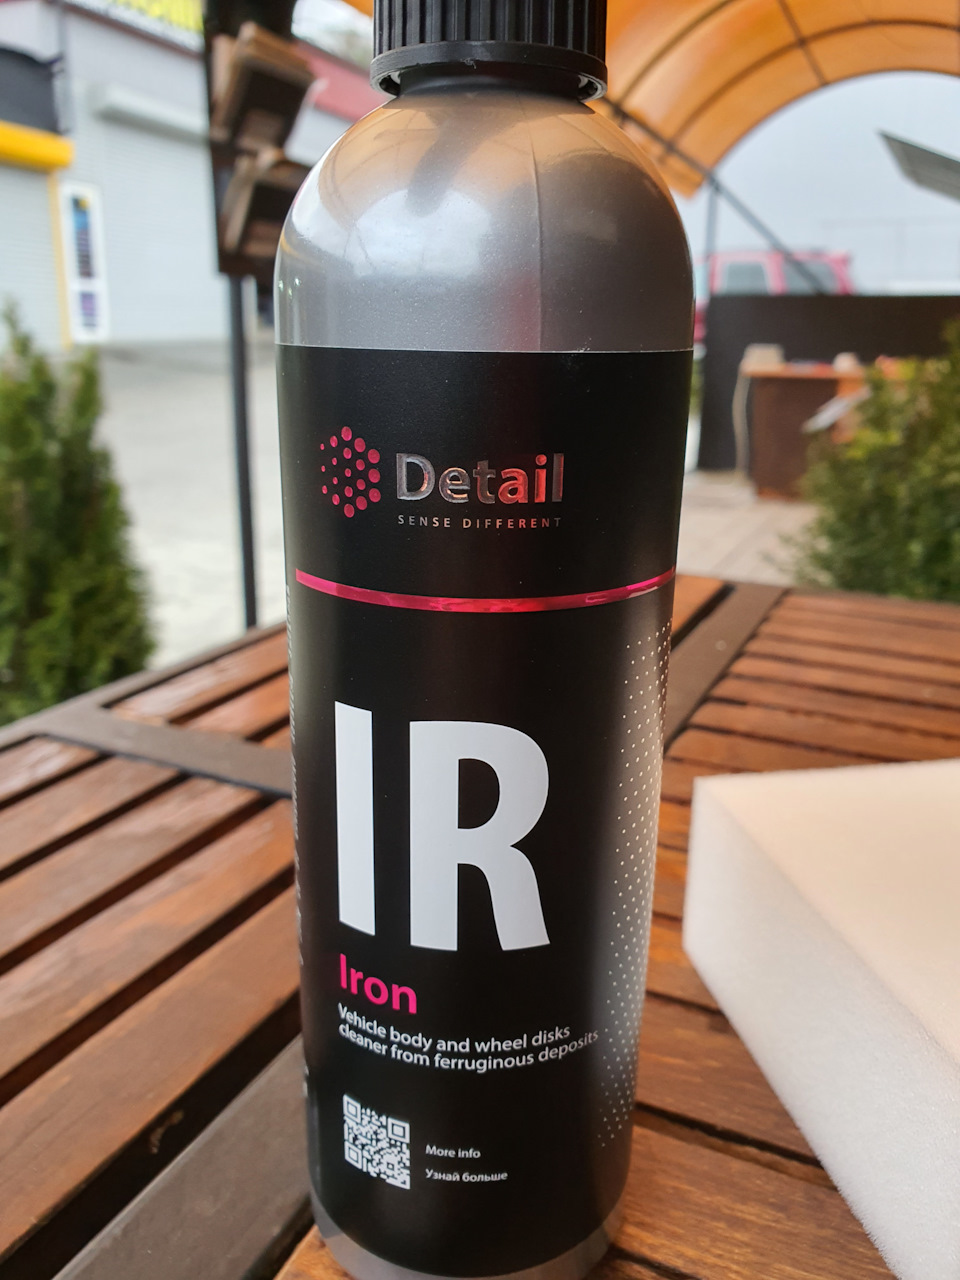 Detail
SENSE DIFFERENT
IR
Iron
Vehicle body and wheel disks
cleaner from ferruginous deposits
More info
Узнай больше